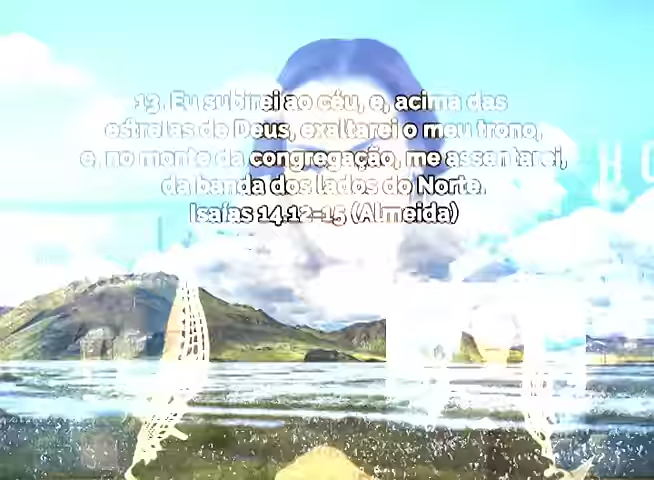 13. Eu subirei ao céu, e, acima das
estrelas de Deus, exaltarei o meu trono,
e, no monte da congregação, me assentarei,
da banda dos lados do Norte.
Isaías 14.12-15 (Almeida)